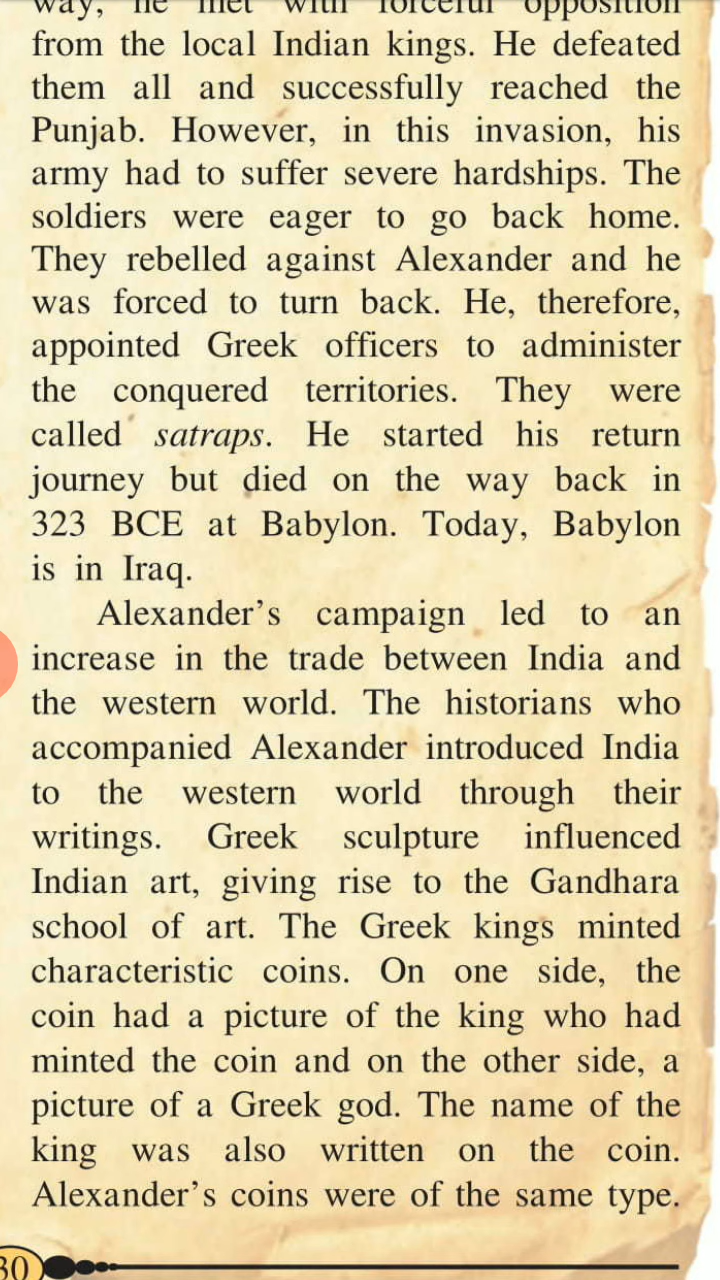 way, he met with forceful opposition
from the local Indian kings. He defeated
them all and successfully reached the
Punjab. However, in this invasion, his
army had to suffer severe hardships. The
soldiers were eager to go back home.
They rebelled against Alexander and he
was forced to turn back. He, therefore,
appointed Greek officers to administer
the conquered territories. They were
called satraps. He started his return
journey but died on the way back in
323 BCE at Babylon. Today, Babylon
is in Iraq.
Alexander’s campaign led to an
increase in the trade between India and
the western world. The historians who
accompanied Alexander introduced India
to the western world through their
writings. Greek sculpture influenced
Indian art, giving rise to the Gandhara
school of art. The Greek kings minted
characteristic coins. On one side, the
coin had a picture of the king who had
minted the coin and on the other side, a
picture of a Greek god. The name of the
king was also written on the coin.
Alexander’s coins were of the same type.
30